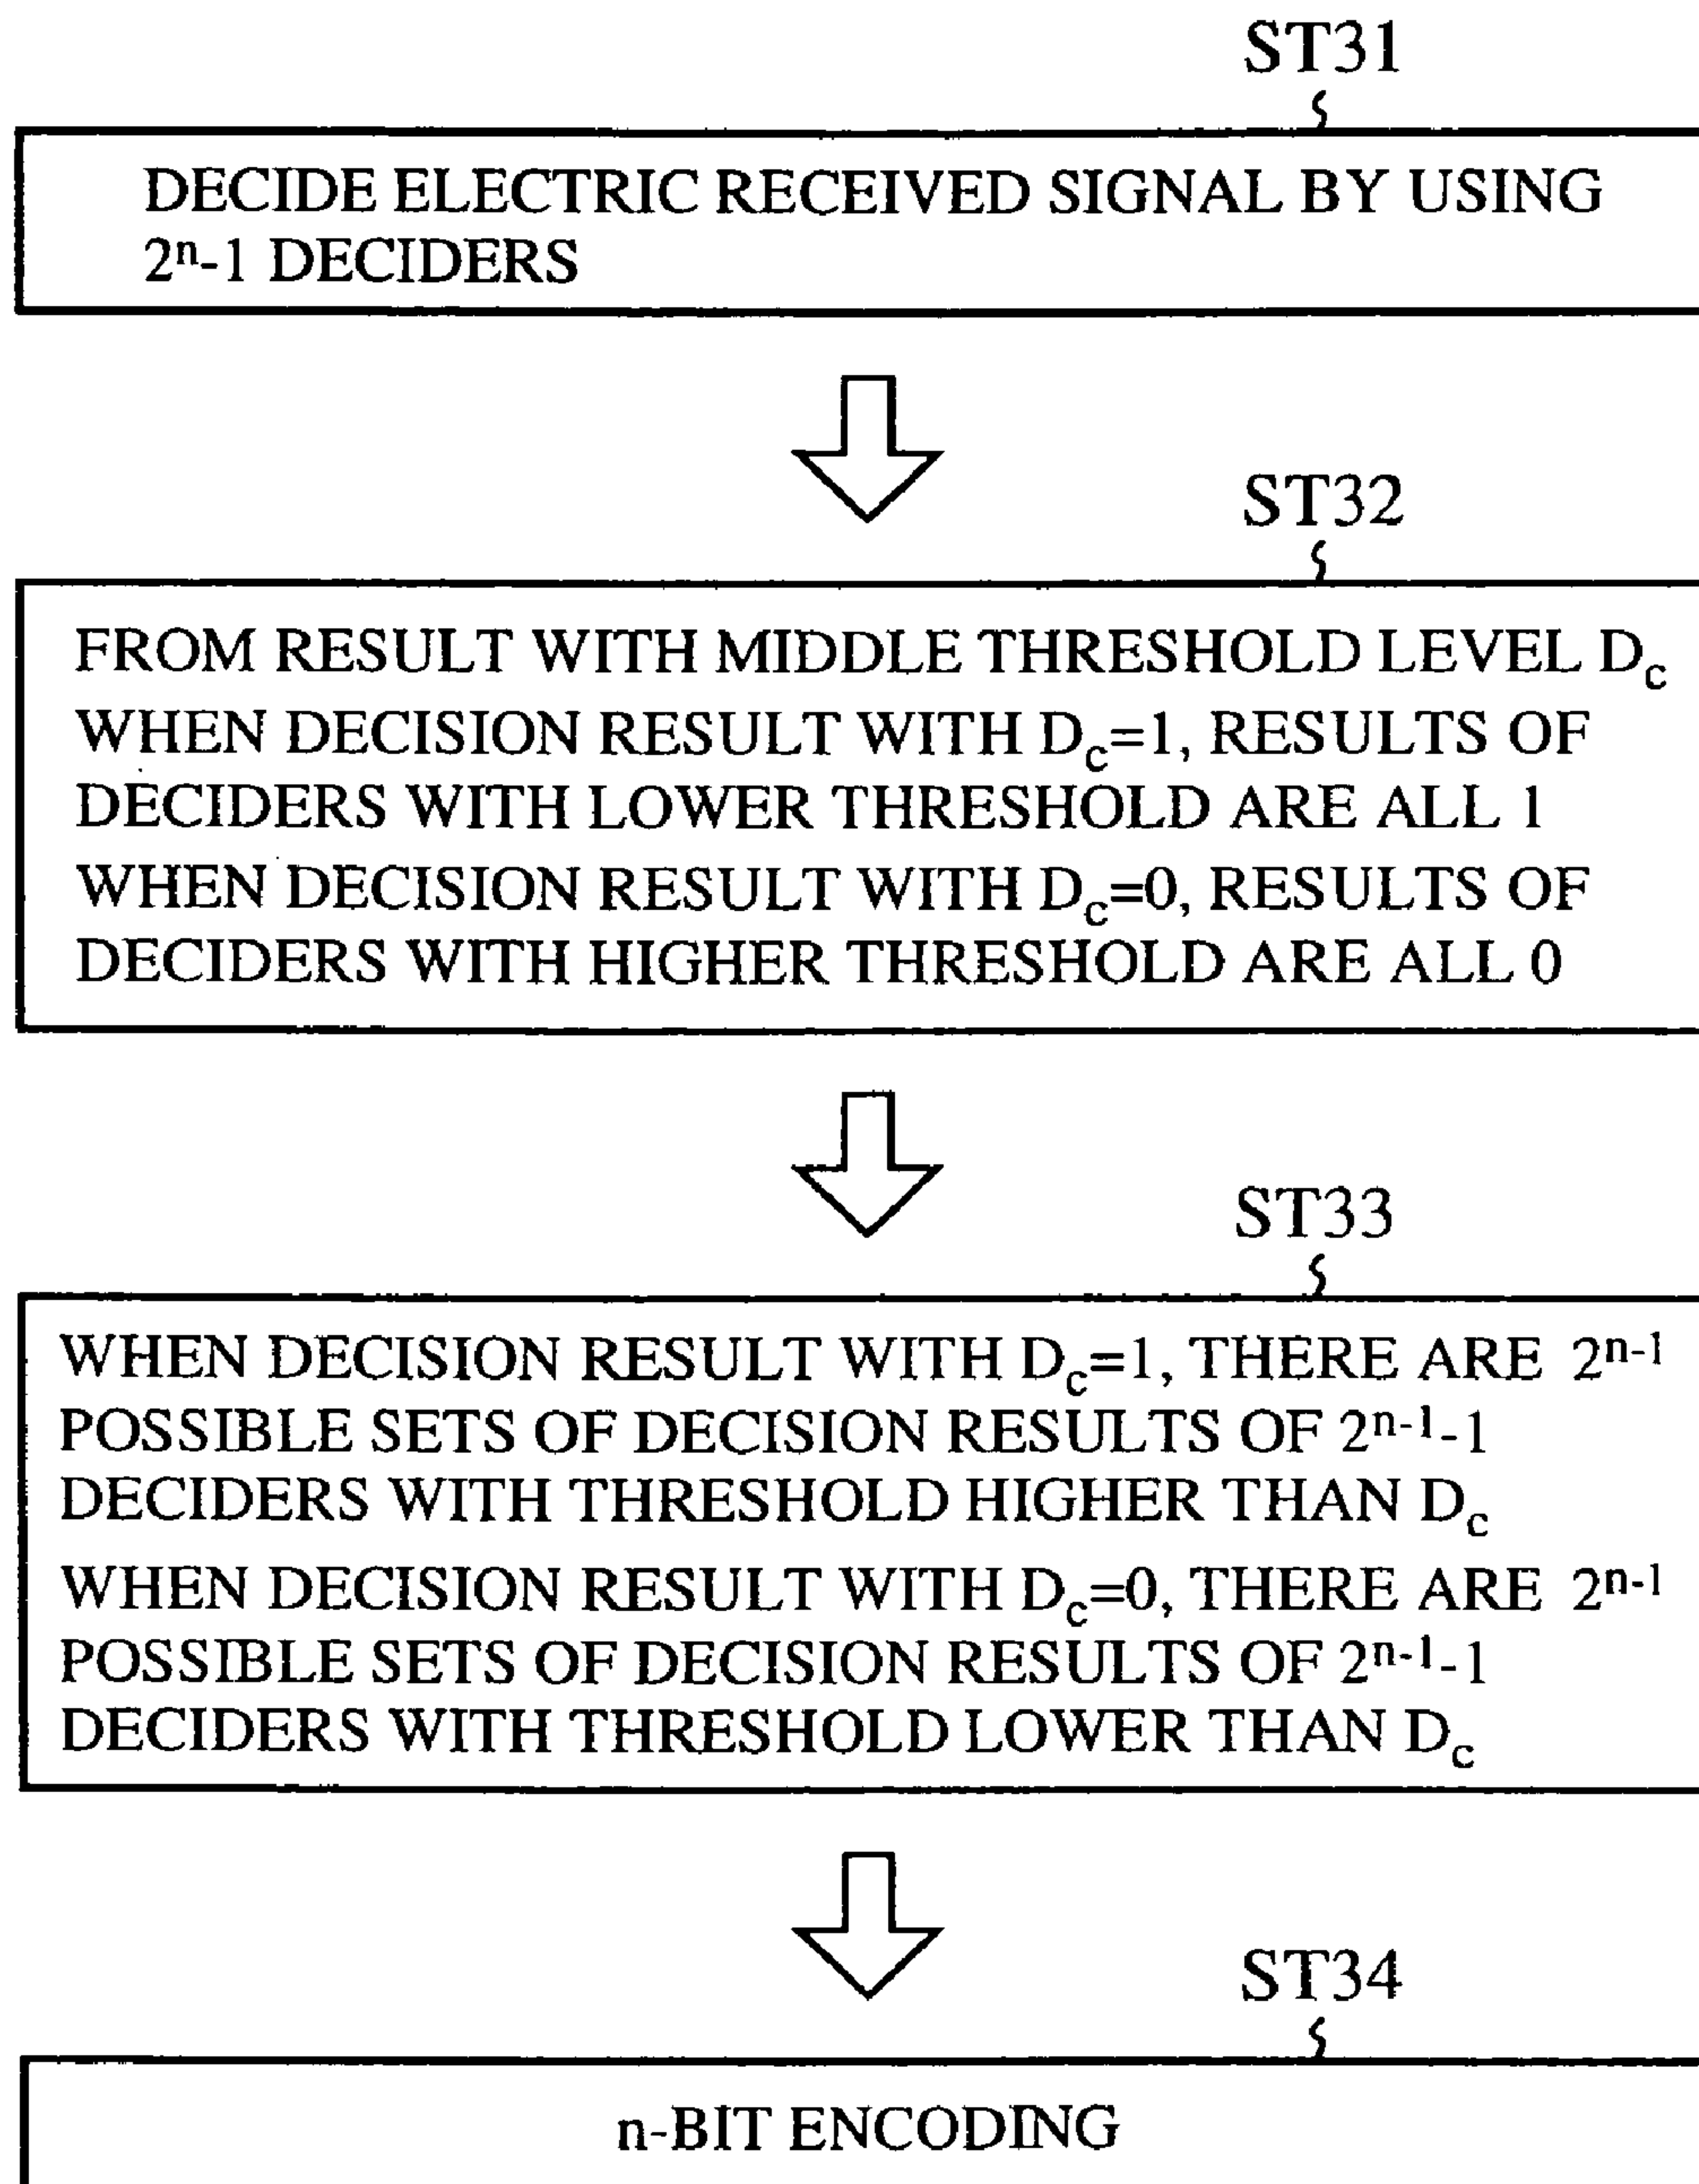 ST31
DECIDE ELECTRIC RECEIVED SIGNAL BY USING
2ⁿ-1 DECIDERS
ST32
FROM RESULT WITH MIDDLE THRESHOLD LEVEL D꜀
WHEN DECISION RESULT WITH D꜀=1, RESULTS OF
DECIDERS WITH LOWER THRESHOLD ARE ALL 1
WHEN DECISION RESULT WITH D꜀=0, RESULTS OF
DECIDERS WITH HIGHER THRESHOLD ARE ALL 0
ST33
WHEN DECISION RESULT WITH D꜀=1, THERE ARE 2ⁿ⁻¹
POSSIBLE SETS OF DECISION RESULTS OF 2ⁿ⁻¹-1
DECIDERS WITH THRESHOLD HIGHER THAN D꜀
WHEN DECISION RESULT WITH D꜀=0, THERE ARE 2ⁿ⁻¹
POSSIBLE SETS OF DECISION RESULTS OF 2ⁿ⁻¹-1
DECIDERS WITH THRESHOLD LOWER THAN D꜀
ST34
n-BIT ENCODING